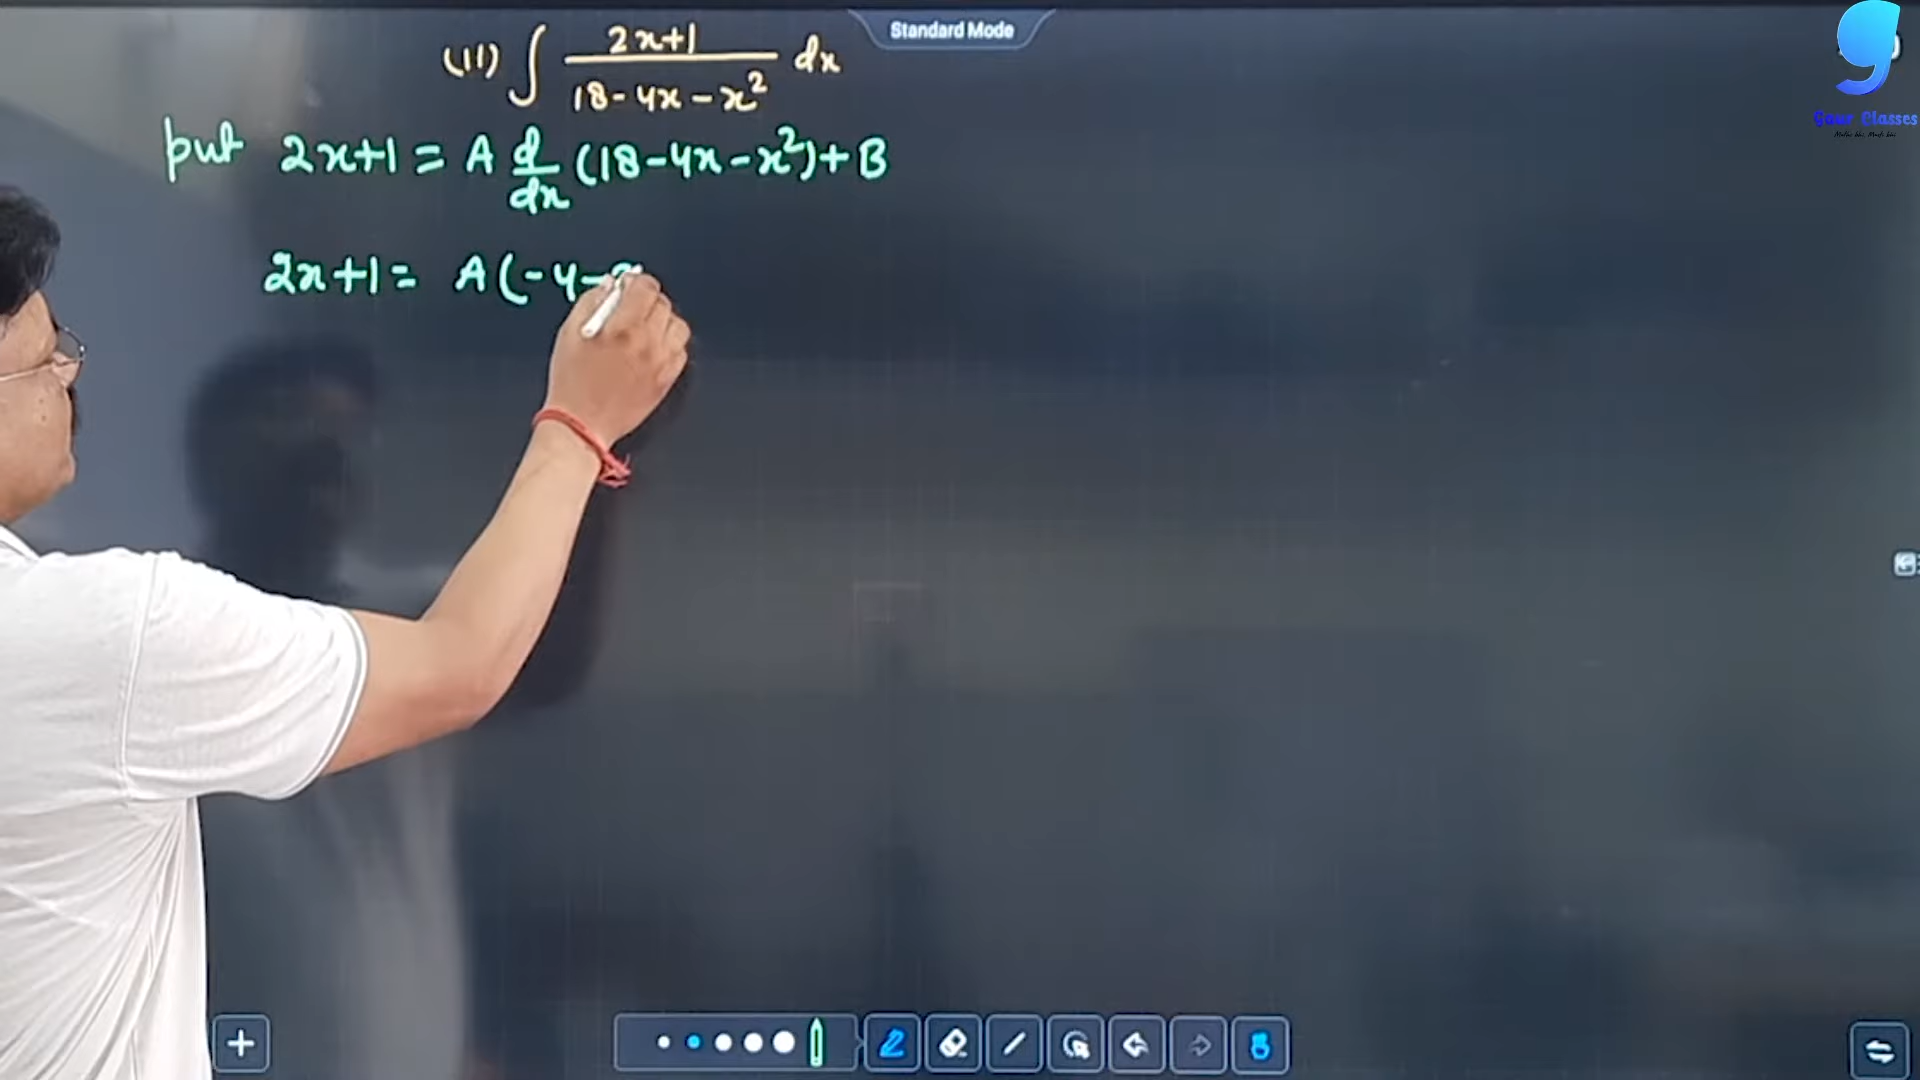 Standard Mode
(11) ∫ 2x+1 / 18-4x-x² dx
put 2x+1 = A d/dx (18-4x-x²)+B
2x+1 = A(-4-
Gour Classes